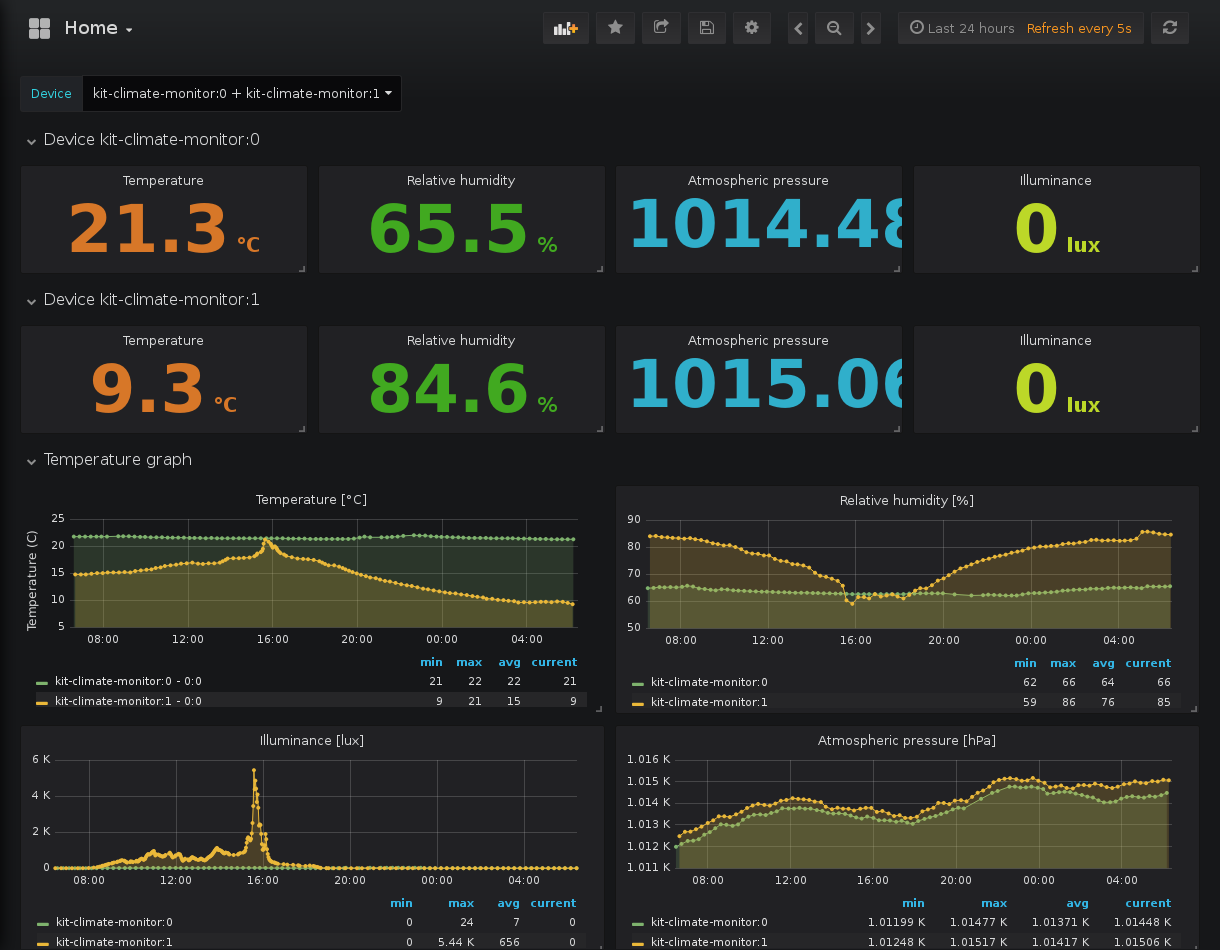 Home
Last 24 hours Refresh every 5s
Device kit-climate-monitor:0 + kit-climate-monitor:1
Device kit-climate-monitor:0
Temperature Relative humidity Atmospheric pressure Illuminance
21.3 °C 65.5 % 1014.48 0 lux
Device kit-climate-monitor:1
Temperature Relative humidity Atmospheric pressure Illuminance
9.3 °C 84.6 % 1015.06 0 lux
Temperature graph
Temperature [°C]
Temperature (C)
25
20
15
10
5
08:00 12:00 16:00 20:00 00:00 04:00
min max avg current
kit-climate-monitor:0 - 0:0 21 22 22 21
kit-climate-monitor:1 - 0:0 9 21 15 9
Relative humidity [%]
90
80
70
60
50
08:00 12:00 16:00 20:00 00:00 04:00
min max avg current
kit-climate-monitor:0 62 66 64 66
kit-climate-monitor:1 59 86 76 85
Illuminance [lux]
6 K
4 K
2 K
0
08:00 12:00 16:00 20:00 00:00 04:00
min max avg current
kit-climate-monitor:0 0 24 7 0
kit-climate-monitor:1 0 5.44 K 656 0
Atmospheric pressure [hPa]
1.016 K
1.015 K
1.014 K
1.013 K
1.012 K
1.011 K
08:00 12:00 16:00 20:00 00:00 04:00
min max avg current
kit-climate-monitor:0 1.01199 K 1.01477 K 1.01371 K 1.01448 K
kit-climate-monitor:1 1.01248 K 1.01517 K 1.01417 K 1.01506 K